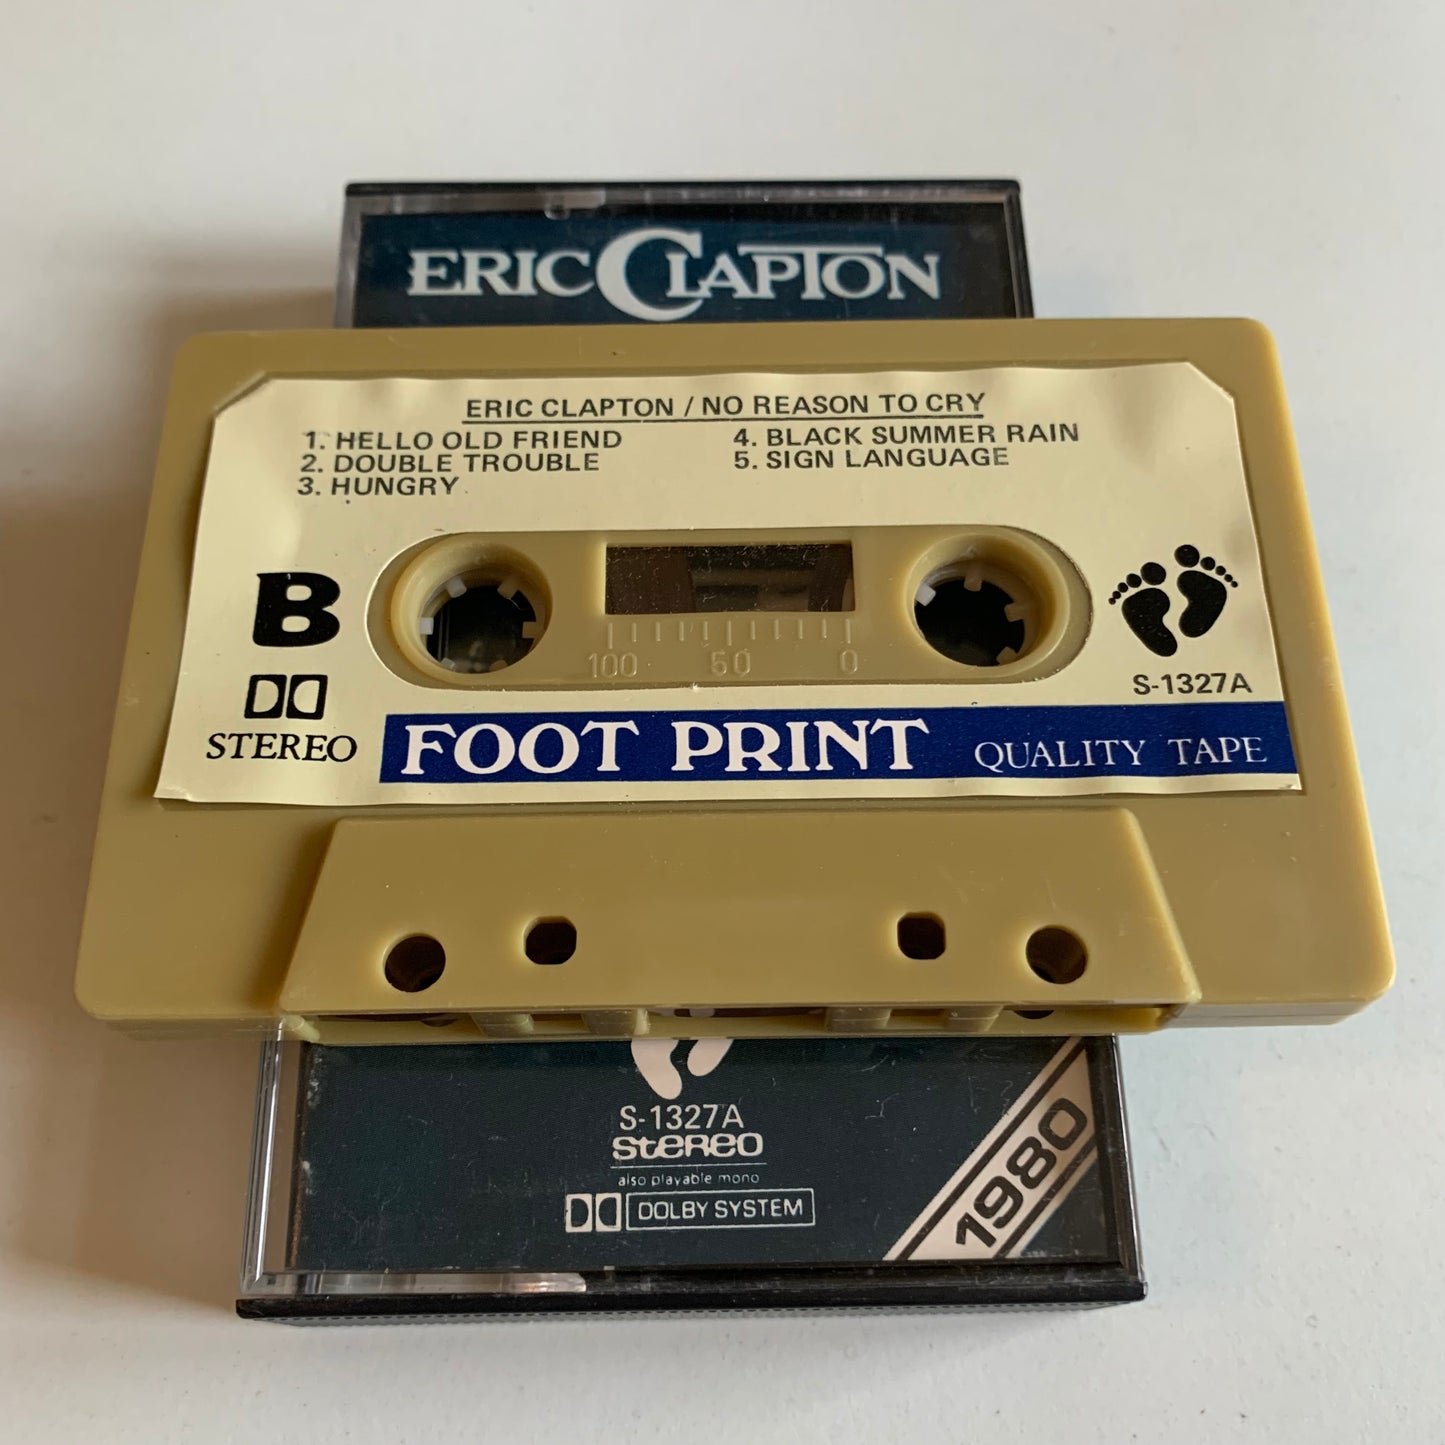 ERIC CLAPTON
ERIC CLAPTON / NO REASON TO CRY
1. HELLO OLD FRIEND
2. DOUBLE TROUBLE
3. HUNGRY
4. BLACK SUMMER RAIN
5. SIGN LANGUAGE
B
STEREO
100 50 0
S-1327A
FOOT PRINT QUALITY TAPE
S-1327A
stereo
also playable mono
DOLBY SYSTEM
1980